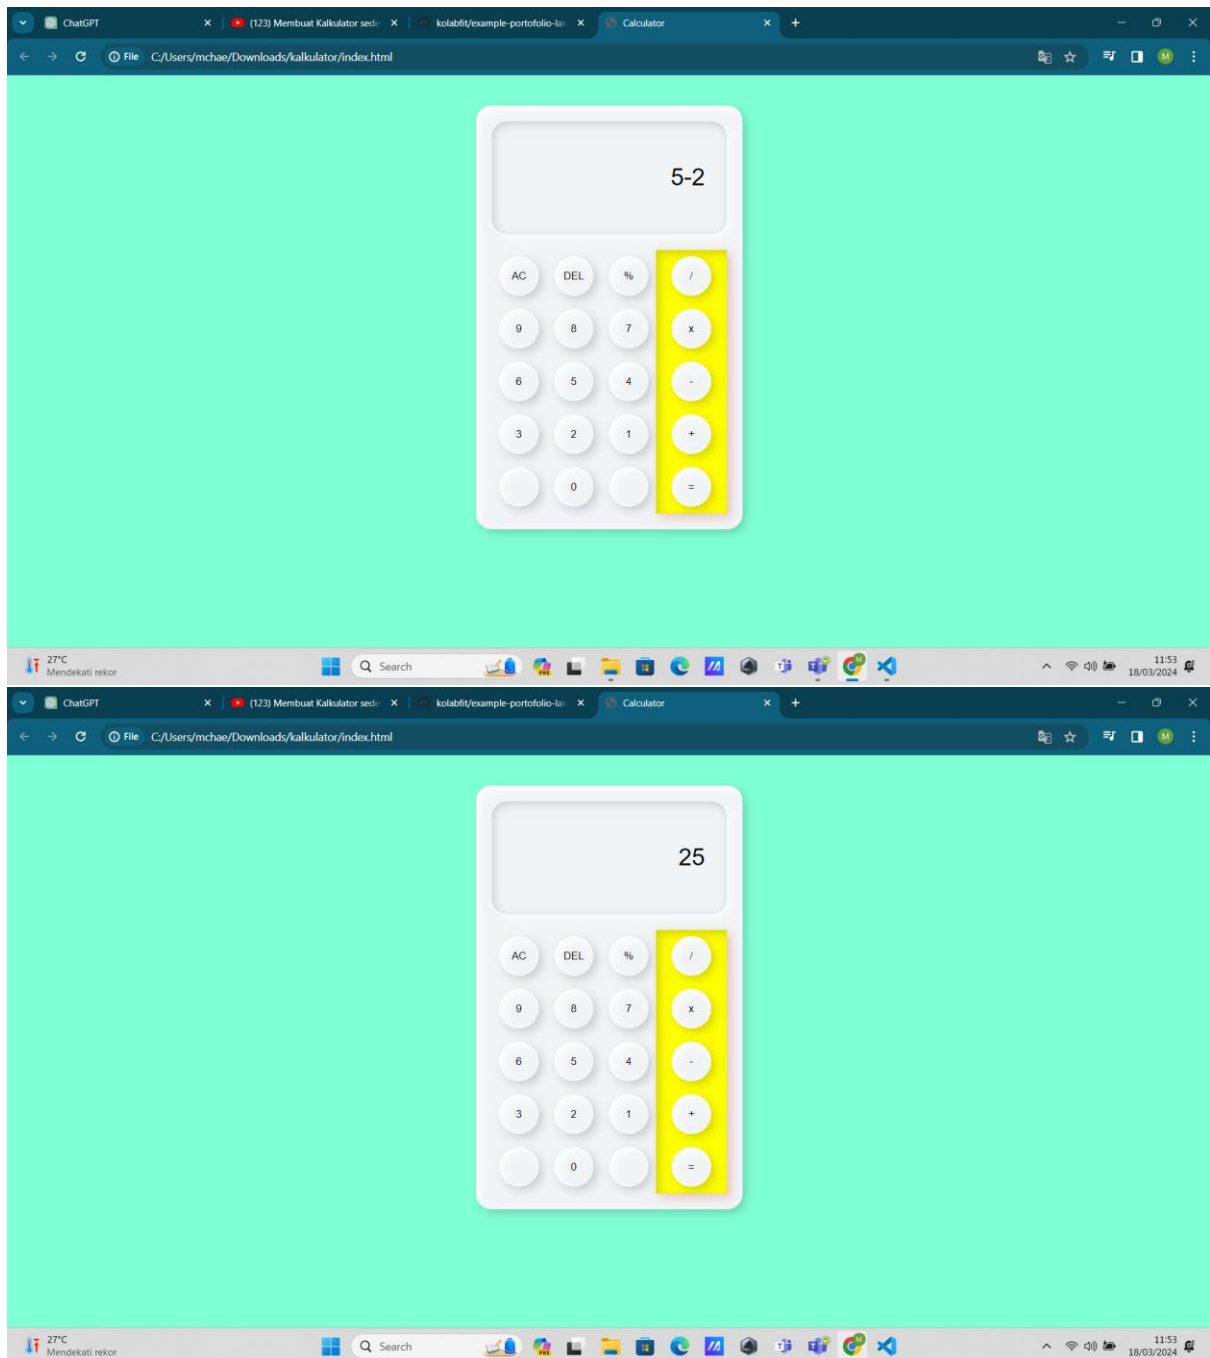 ChatGPT (123) Membuat Kalkulator sede kolabfit/example-portofolio-la Calculator
File C:/Users/mchae/Downloads/kalkulator/index.html M
5-2
AC DEL % /
9 8 7 x
6 5 4 -
3 2 1 +
0 =
27°C
Mendekati rekor
Search
PRE
11:53
18/03/2024
ChatGPT (123) Membuat Kalkulator sede kolabfit/example-portofolio-la Calculator
File C:/Users/mchae/Downloads/kalkulator/index.html M
25
AC DEL % /
9 8 7 x
6 5 4 -
3 2 1 +
0 =
27°C
Mendekati rekor
Search
PRE
11:53
18/03/2024